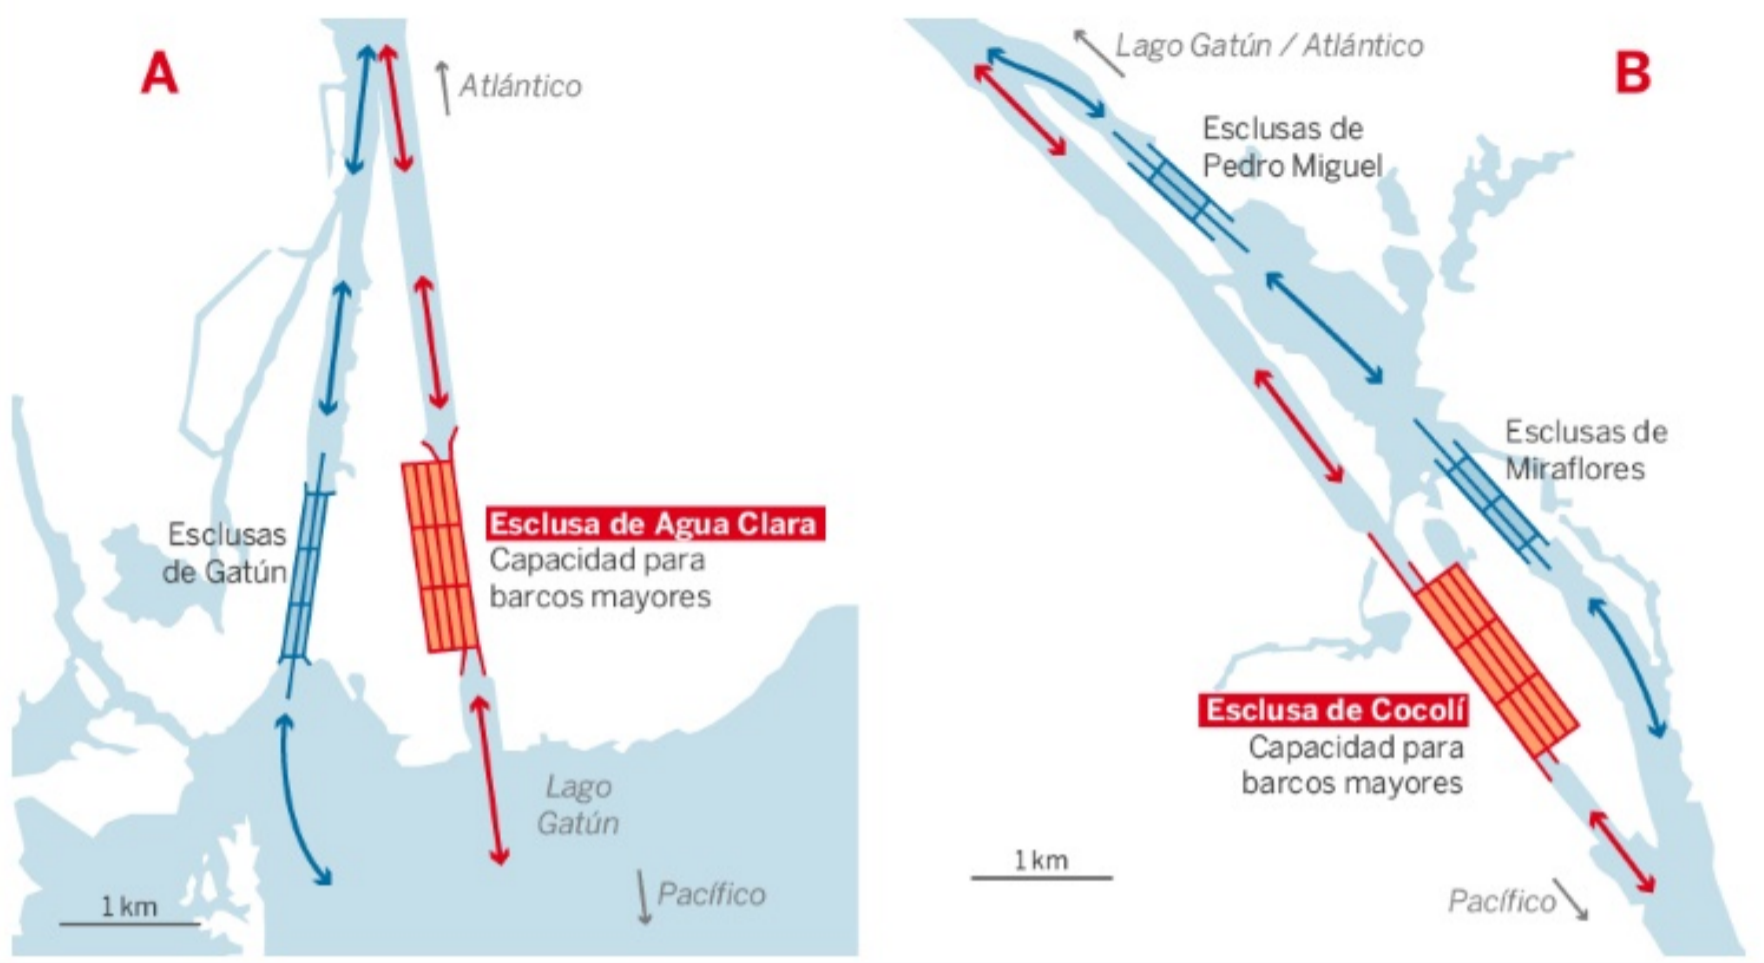 A
Atlántico
Esclusas
de Gatún
Esclusa de Agua Clara
Capacidad para
barcos mayores
Lago
Gatún
Pacífico
1 km
B
Lago Gatún / Atlántico
Esclusas de
Pedro Miguel
Esclusas de
Miraflores
Esclusa de Cocolí
Capacidad para
barcos mayores
1 km
Pacífico